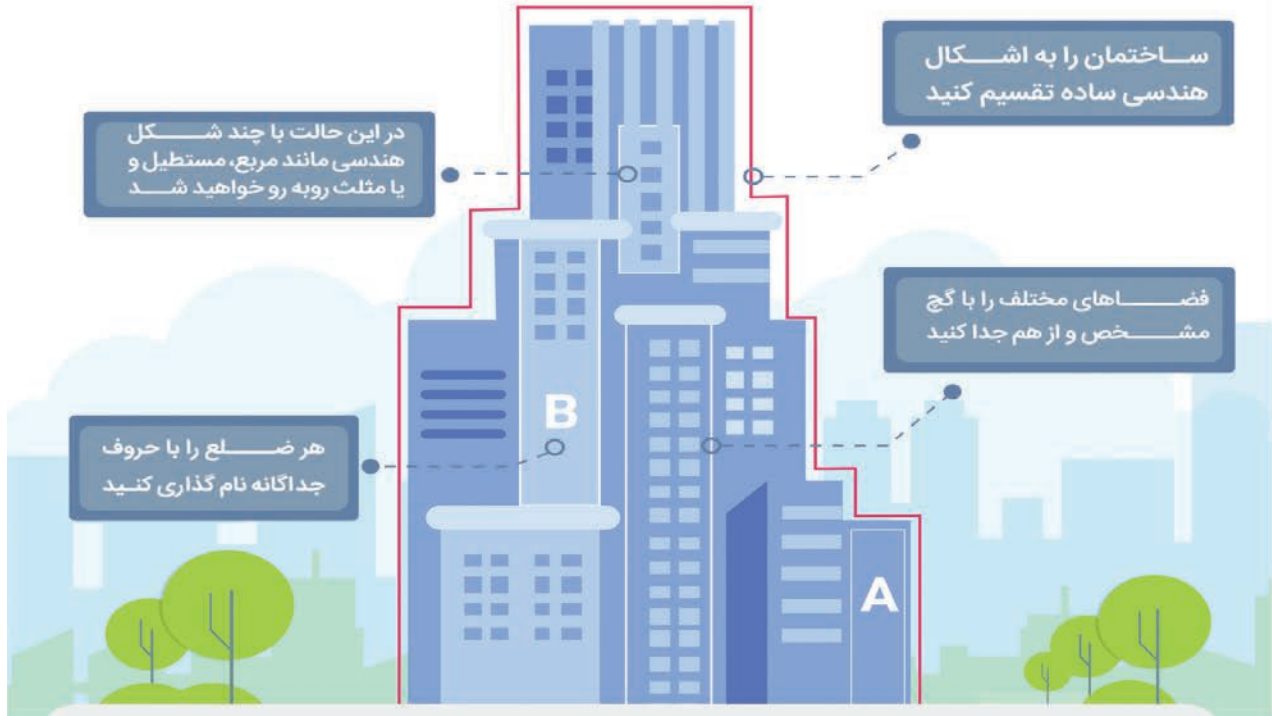 ساختمان را به اشکال
هندسی ساده تقسیم کنید
در این حالت با چند شکل
هندسی مانند مربع، مستطیل و
یا مثلث روبه رو خواهید شد
فضاهای مختلف را با گچ
مشخص و از هم جدا کنید
هر ضلع را با حروف
جداگانه نام گذاری کنید
B
A